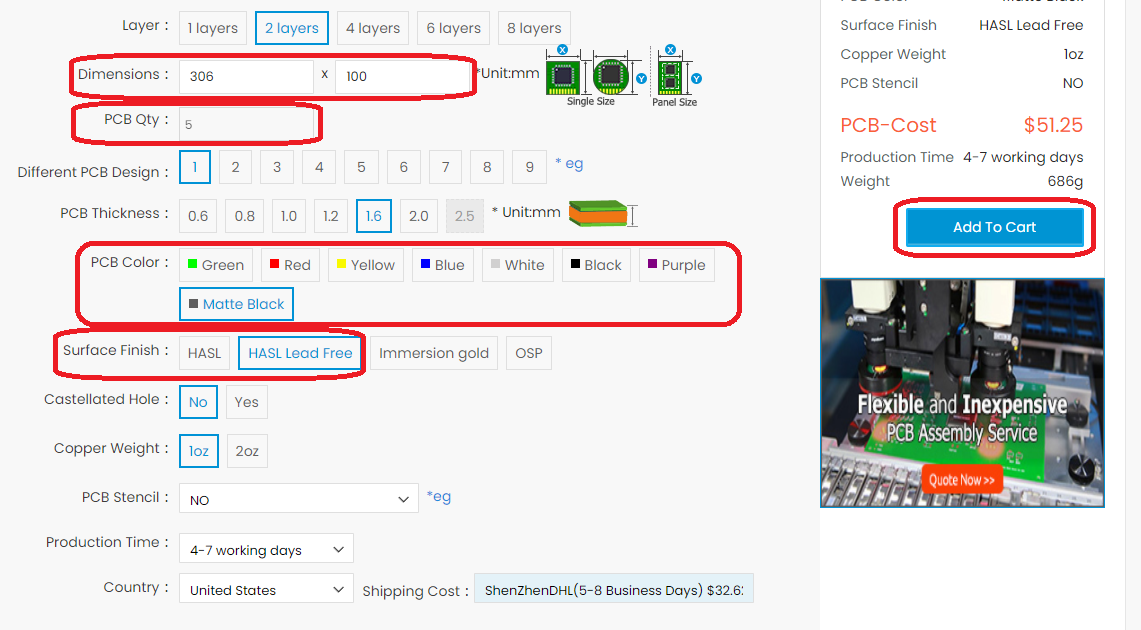 Layer : 1 layers 2 layers 4 layers 6 layers 8 layers
Dimensions : 306 x 100 *Unit:mm
X X
Y Y
Single Size Panel Size
PCB Qty : 5
Different PCB Design : 1 2 3 4 5 6 7 8 9 * eg
PCB Thickness : 0.6 0.8 1.0 1.2 1.6 2.0 2.5 * Unit:mm
PCB Color : Green Red Yellow Blue White Black Purple
Matte Black
Surface Finish : HASL HASL Lead Free Immersion gold OSP
Castellated Hole : No Yes
Copper Weight : 1oz 2oz
PCB Stencil : NO *eg
Production Time : 4-7 working days
Country : United States Shipping Cost : ShenZhenDHL(5-8 Business Days) $32.6
Surface Finish HASL Lead Free
Copper Weight 1oz
PCB Stencil NO
PCB-Cost $51.25
Production Time 4-7 working days
Weight 686g
Add To Cart
Flexible and Inexpensive
PCB Assembly Service
Quote Now >>